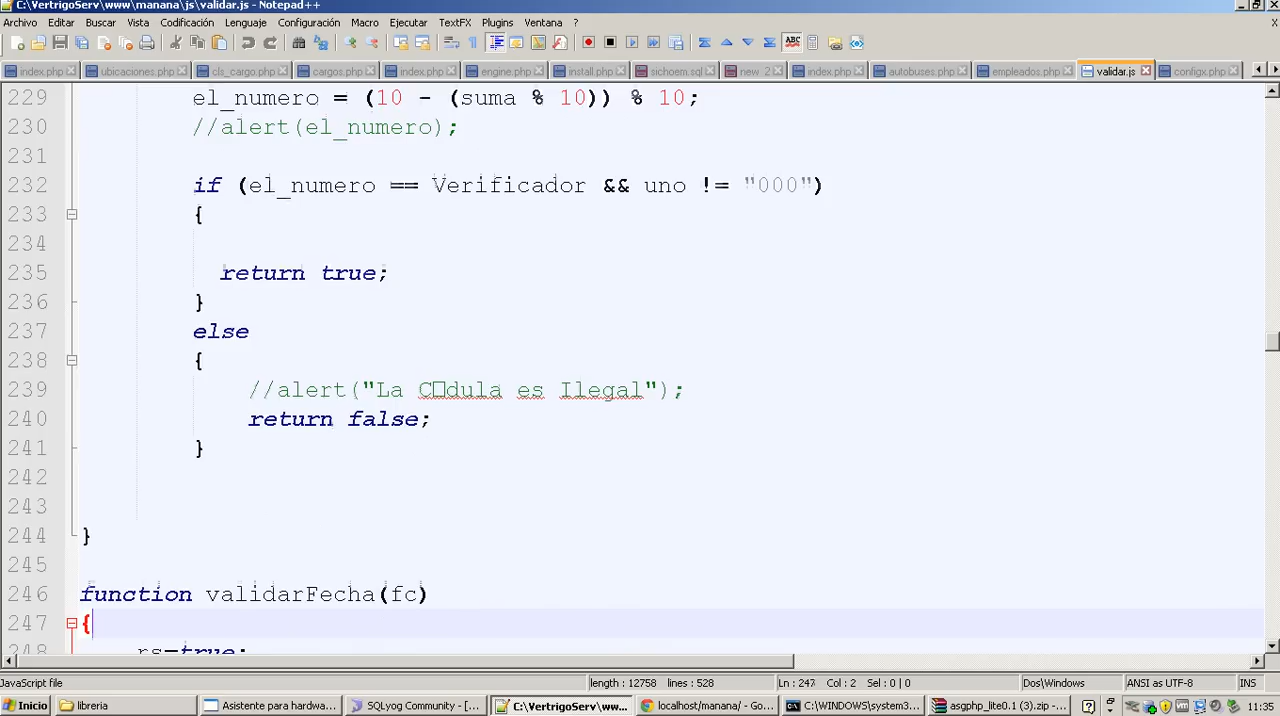 C:\VertrigoServ\www\manana\js\validar.js - Notepad++
Archivo Editar Buscar Vista Codificación Lenguaje Configuración Macro Ejecutar TextFX Plugins Ventana ? X
index.php ubicaciones.php cls_cargo.php cargos.php index.php engine.php install.php sichoem.sql new 2 index.php autobuses.php empleados.php validar.js configx.php
229 el_numero = (10 - (suma % 10)) % 10;
230 //alert(el_numero);
231
232 if (el_numero == Verificador && uno != "000")
233 {
234
235 return true;
236 }
237 else
238 {
239 //alert("La C□dula es Ilegal");
240 return false;
241 }
242
243
244 }
245
246 function validarFecha(fc)
247 {
248 rs=true;
JavaScript file length : 12758 lines : 528 Ln : 247 Col : 2 Sel : 0 | 0 Dos\Windows ANSI as UTF-8 INS
Inicio libreria Asistente para hardwa... SQLyog Community - [... C:\VertrigoServ\www... localhost/manana/ - Go... C:\WINDOWS\system3... asgphp_lite0.1 (3).zip -... 11:35